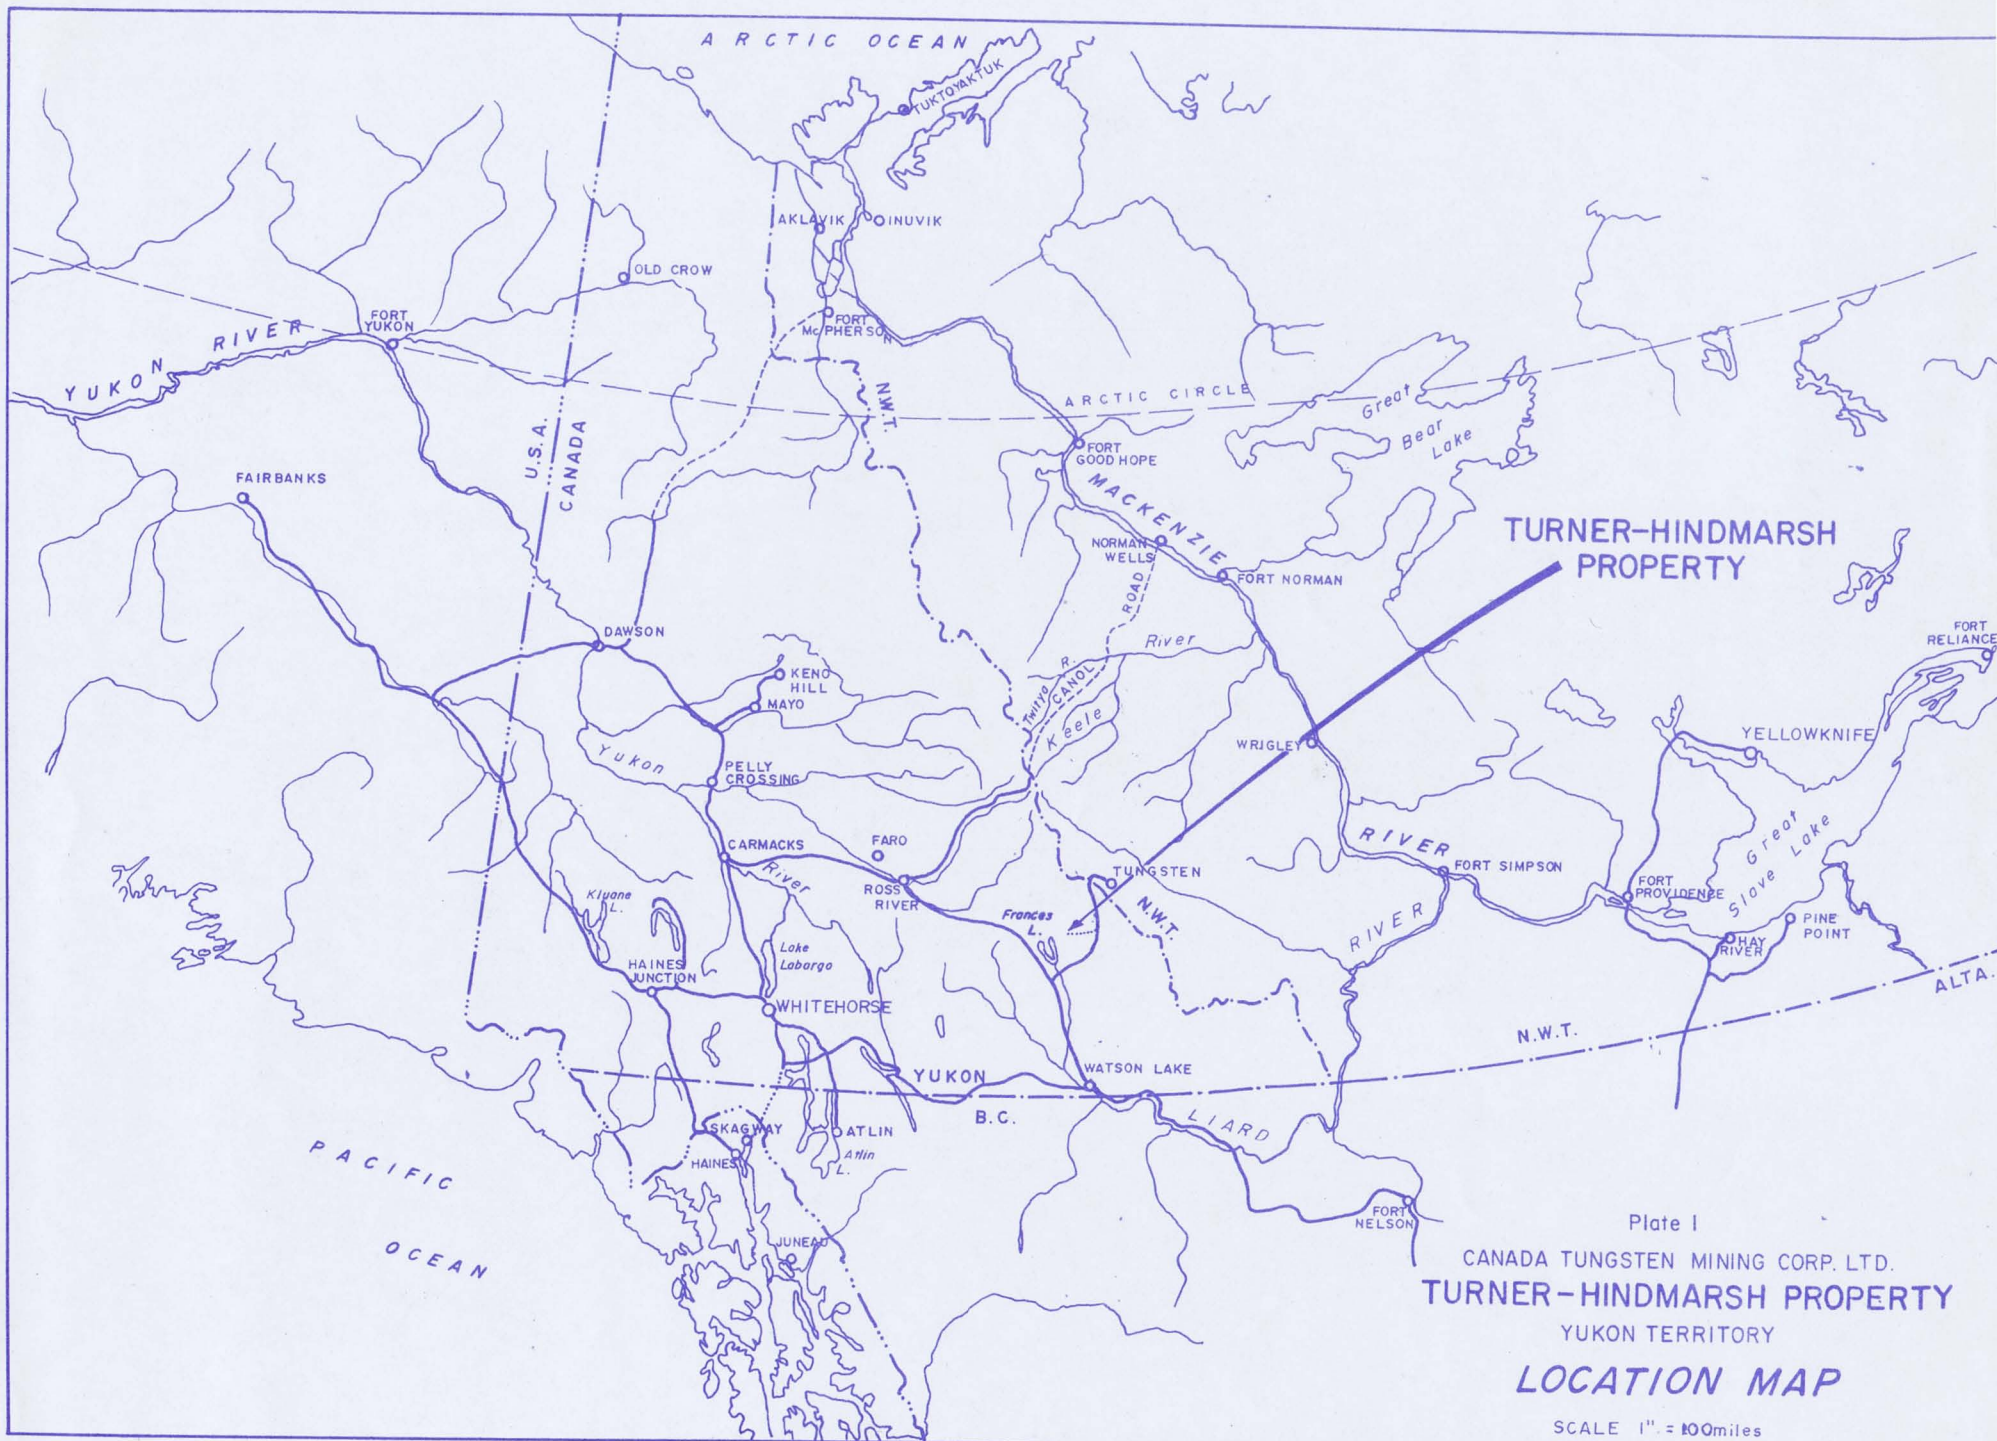 ARCTIC OCEAN
TUKTOYAKTUK
AKLAVIK
INUVIK
OLD CROW
FORT
YUKON
YUKON RIVER
FORT
McPHERSON
N.W.T.
ARCTIC CIRCLE
Great
Bear
Lake
U.S.A.
CANADA
FORT
GOOD HOPE
FAIRBANKS
MACKENZIE
NORMAN
WELLS
FORT NORMAN
TURNER-HINDMARSH
PROPERTY
ROAD
CANOL
Twitya R.
Keele
River
DAWSON
KENO
HILL
MAYO
FORT
RELIANCE
YELLOWKNIFE
WRIGLEY
Yukon
PELLY
CROSSING
CARMACKS
River
FARO
ROSS
RIVER
TUNGSTEN
N.W.T.
Frances
L.
RIVER
FORT SIMPSON
RIVER
Great
Slave Lake
FORT
PROVIDENCE
PINE
POINT
HAY
RIVER
Kluane
L.
Lake
Labargo
HAINES
JUNCTION
WHITEHORSE
ALTA.
N.W.T.
YUKON
WATSON LAKE
B.C.
LIARD
SKAGWAY
ATLIN
Atlin
L.
HAINES
JUNEAU
FORT
NELSON
PACIFIC
OCEAN
Plate 1
CANADA TUNGSTEN MINING CORP. LTD.
TURNER-HINDMARSH PROPERTY
YUKON TERRITORY
LOCATION MAP
SCALE 1" = 100 miles